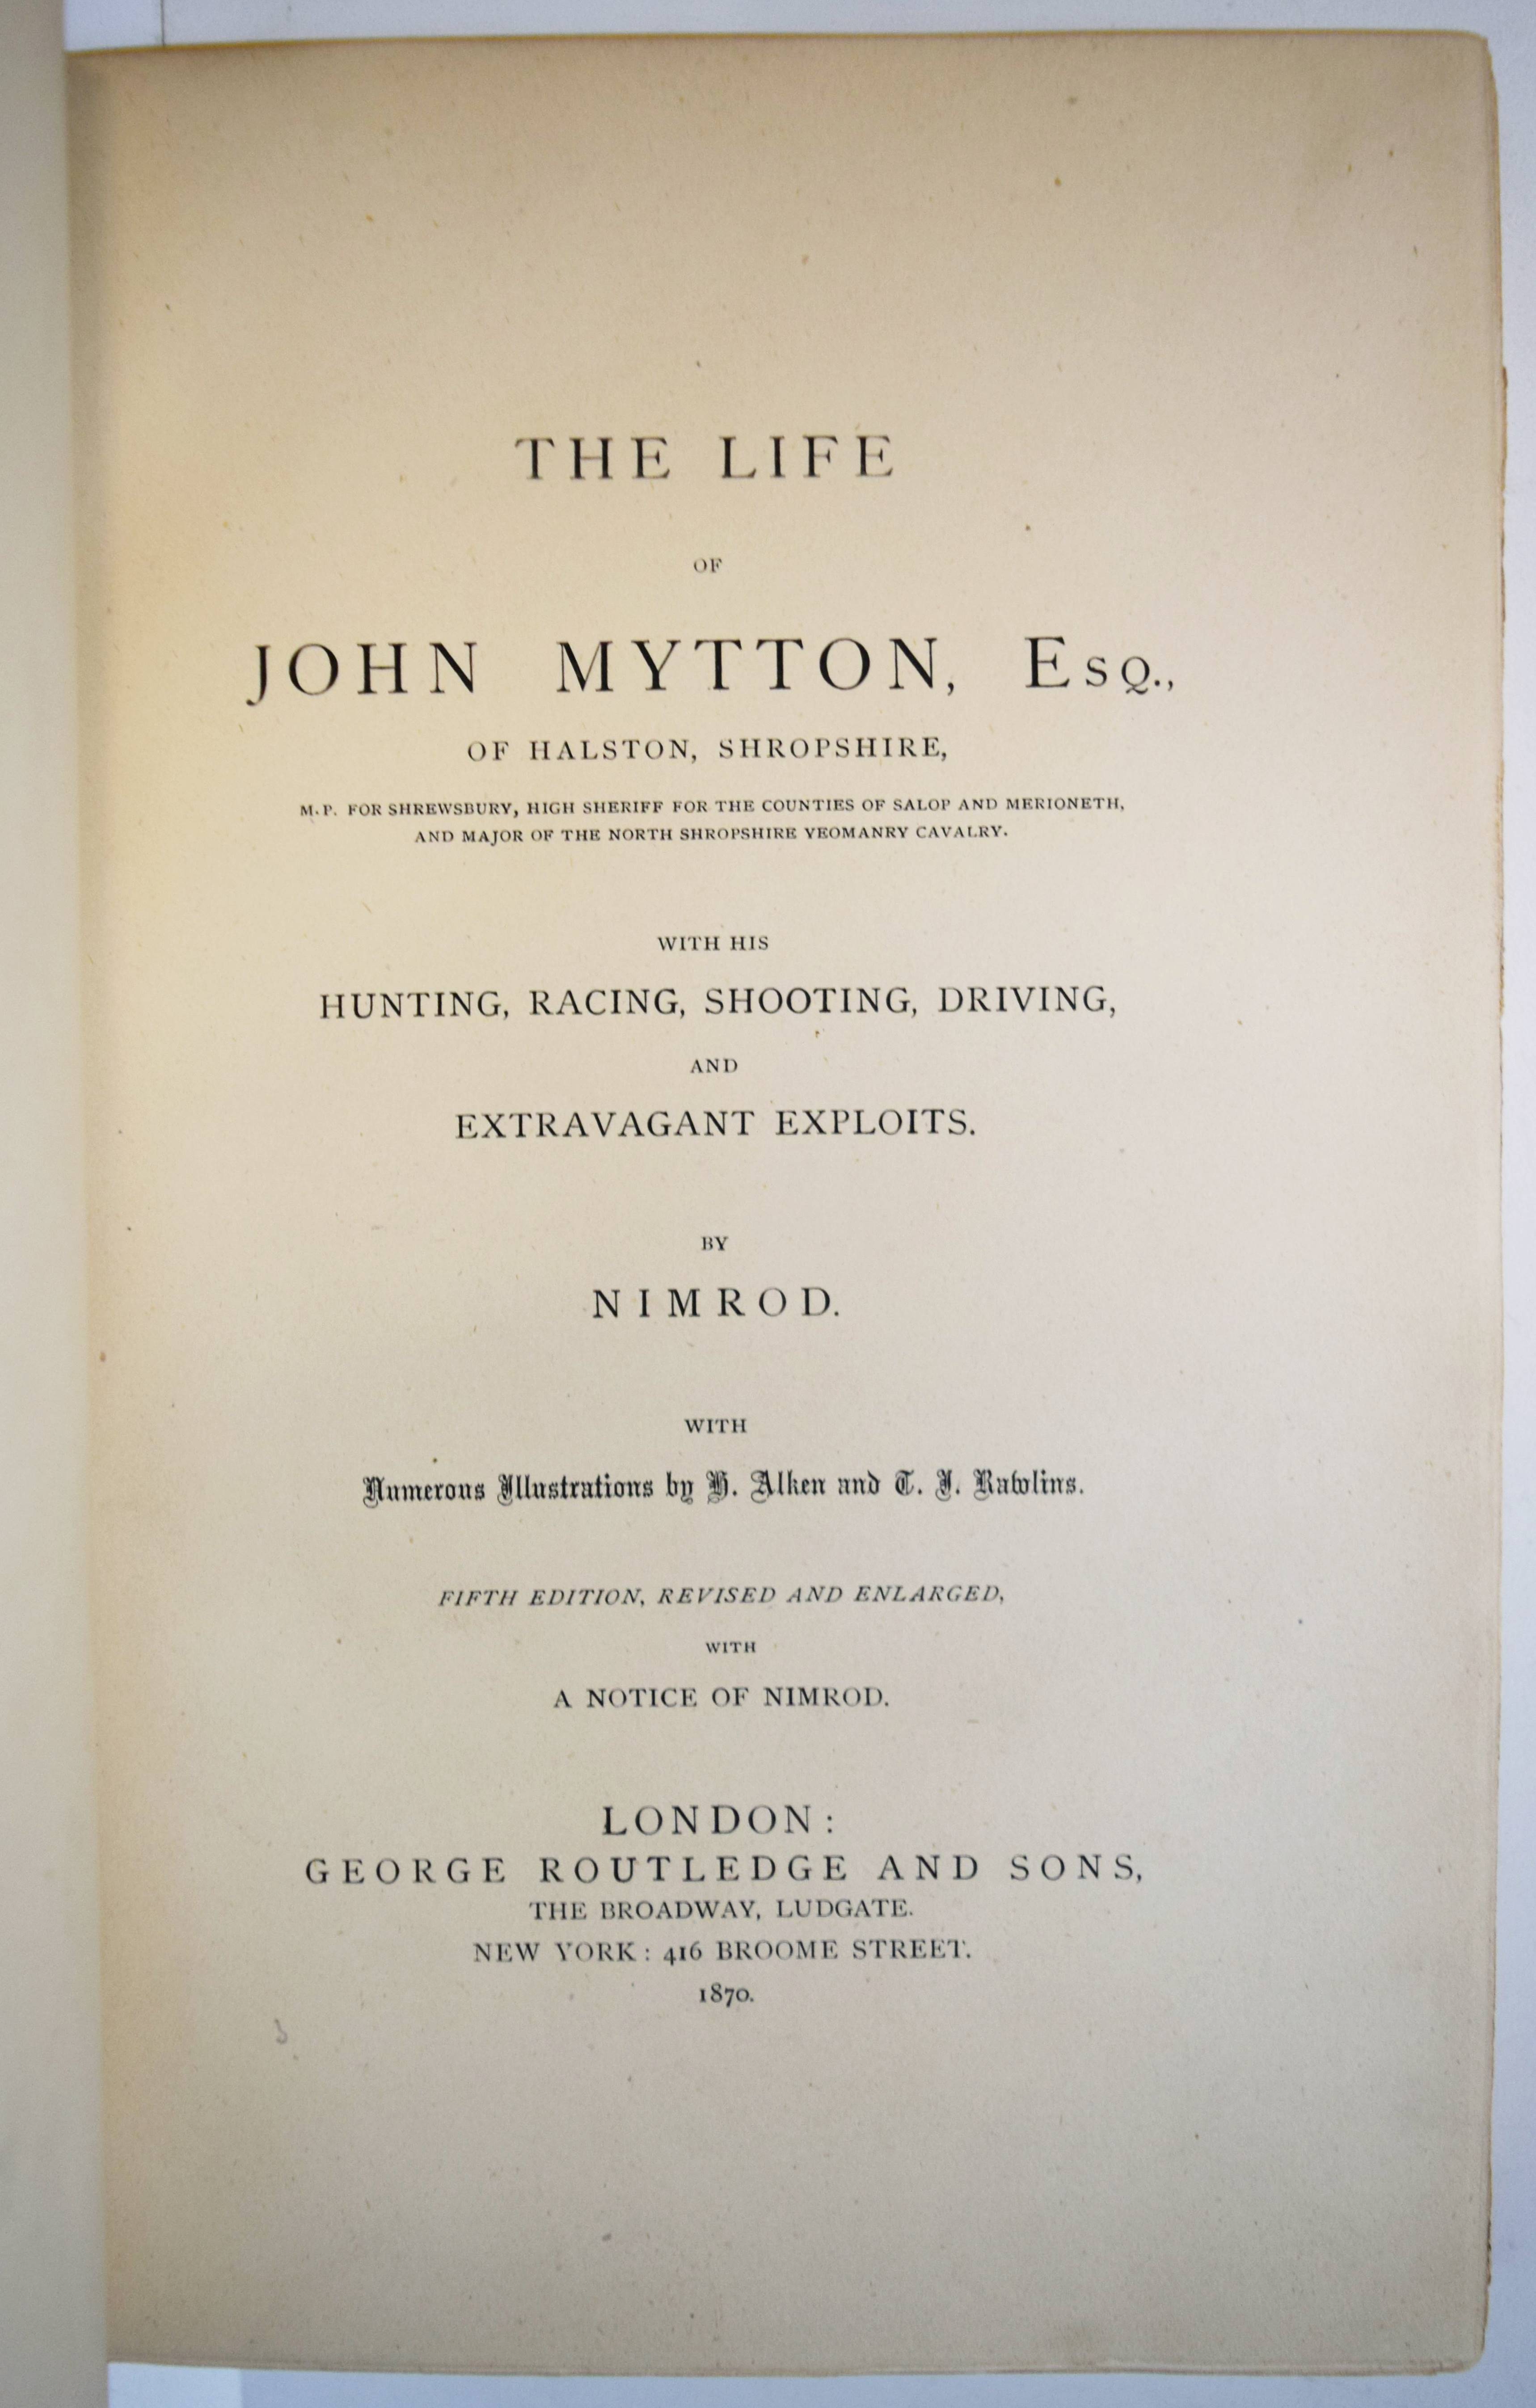 THE LIFE
OF
JOHN MYTTON, Esq.,
OF HALSTON, SHROPSHIRE,
M.P. FOR SHREWSBURY, HIGH SHERIFF FOR THE COUNTIES OF SALOP AND MERIONETH,
AND MAJOR OF THE NORTH SHROPSHIRE YEOMANRY CAVALRY.
WITH HIS
HUNTING, RACING, SHOOTING, DRIVING,
AND
EXTRAVAGANT EXPLOITS.
BY
NIMROD.
WITH
Numerous Illustrations by H. Alken and T. J. Rawlins.
FIFTH EDITION, REVISED AND ENLARGED,
WITH
A NOTICE OF NIMROD.
LONDON:
GEORGE ROUTLEDGE AND SONS,
THE BROADWAY, LUDGATE.
NEW YORK: 416 BROOME STREET.
1870.